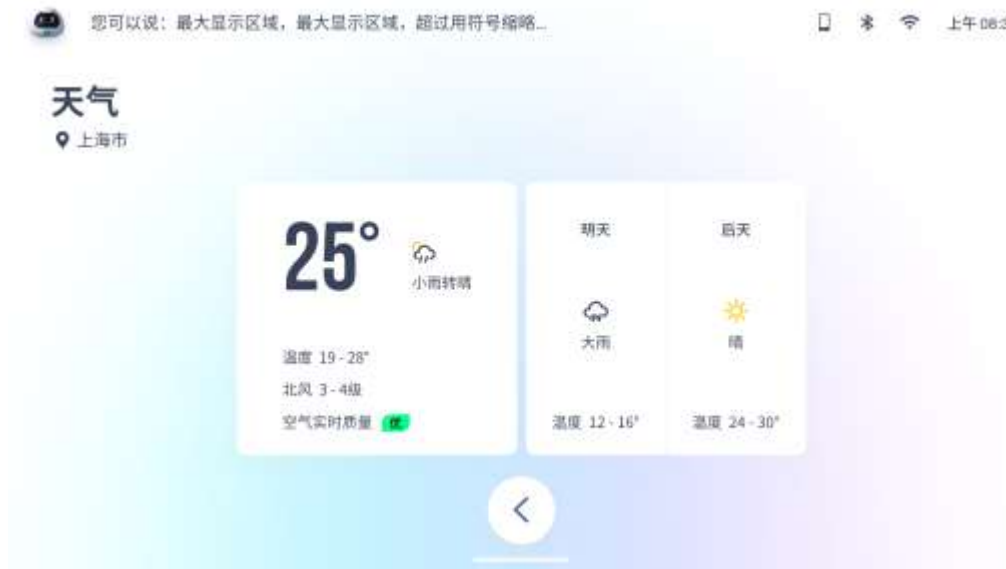 您可以说：最大显示区域，最大显示区域，超过用符号缩略...
上午 08:3
天气
上海市
25°
小雨转晴
温度 19 - 28°
北风 3 - 4级
空气实时质量 优
明天
大雨
温度 12 - 16°
后天
晴
温度 24 - 30°